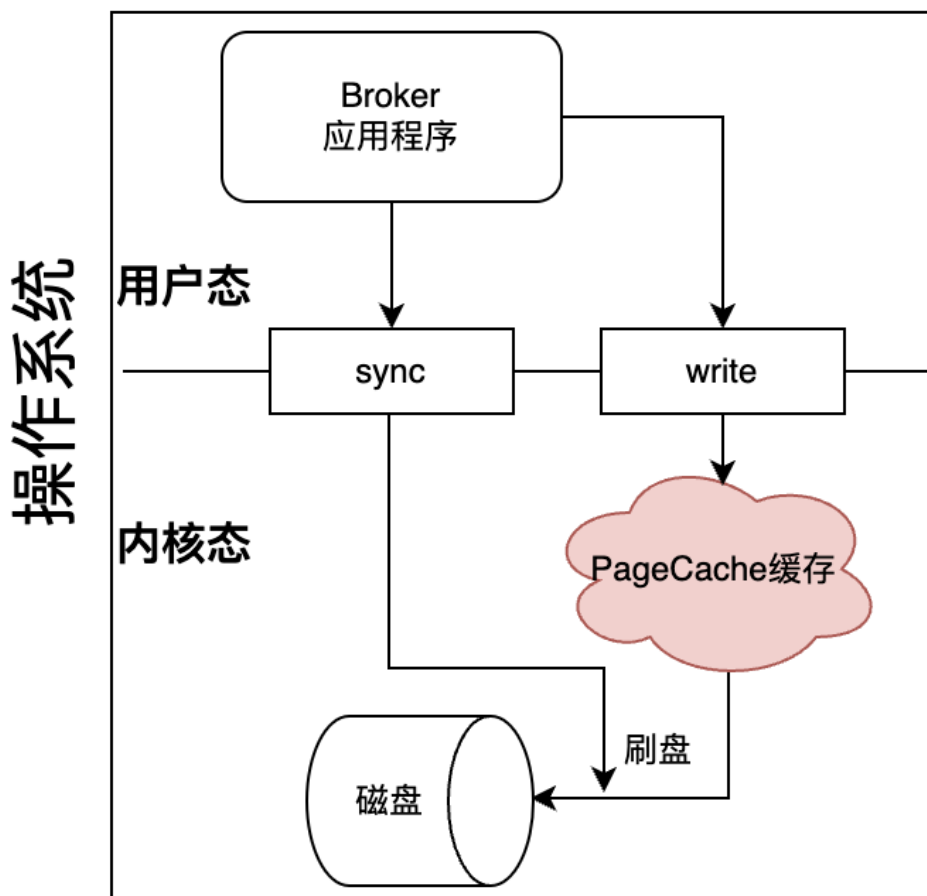 Broker
应用程序
操作系统
用户态
sync
write
内核态
PageCache缓存
刷盘
磁盘